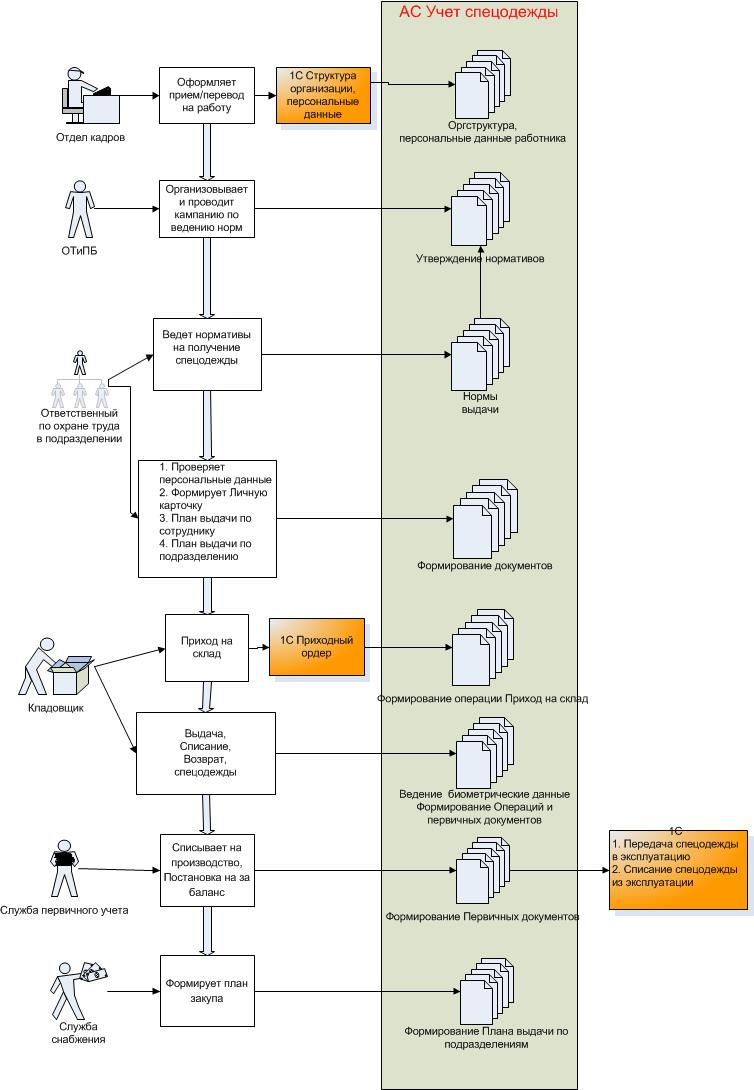 АС Учет спецодежды
Отдел кадров
Оформляет
прием/перевод
на работу
1С Структура
организации,
персональные
данные
Оргструктура,
персональные данные работника
ОТиПБ
Организовывает
и проводит
кампанию по
ведению норм
Утверждение нормативов
Ответственный
по охране труда
в подразделении
Ведет нормативы
на получение
спецодежды
Нормы
выдачи
1. Проверяет
персональные данные
2. Формирует Личную
карточку
3. План выдачи по
сотруднику
4. План выдачи по
подразделению
Формирование документов
Кладовщик
Приход на
склад
1С Приходный
ордер
Формирование операции Приход на склад
Выдача,
Списание,
Возврат,
спецодежды
Ведение биометрические данные
Формирование Операций и
первичных документов
Служба первичного учета
Списывает на
производство,
Постановка на за
баланс
Формирование Первичных документов
1С
1. Передача спецодежды
в эксплуатацию
2. Списание спецодежды
из эксплуатации
Служба
снабжения
Формирует план
закупа
Формирование Плана выдачи по
подразделениям